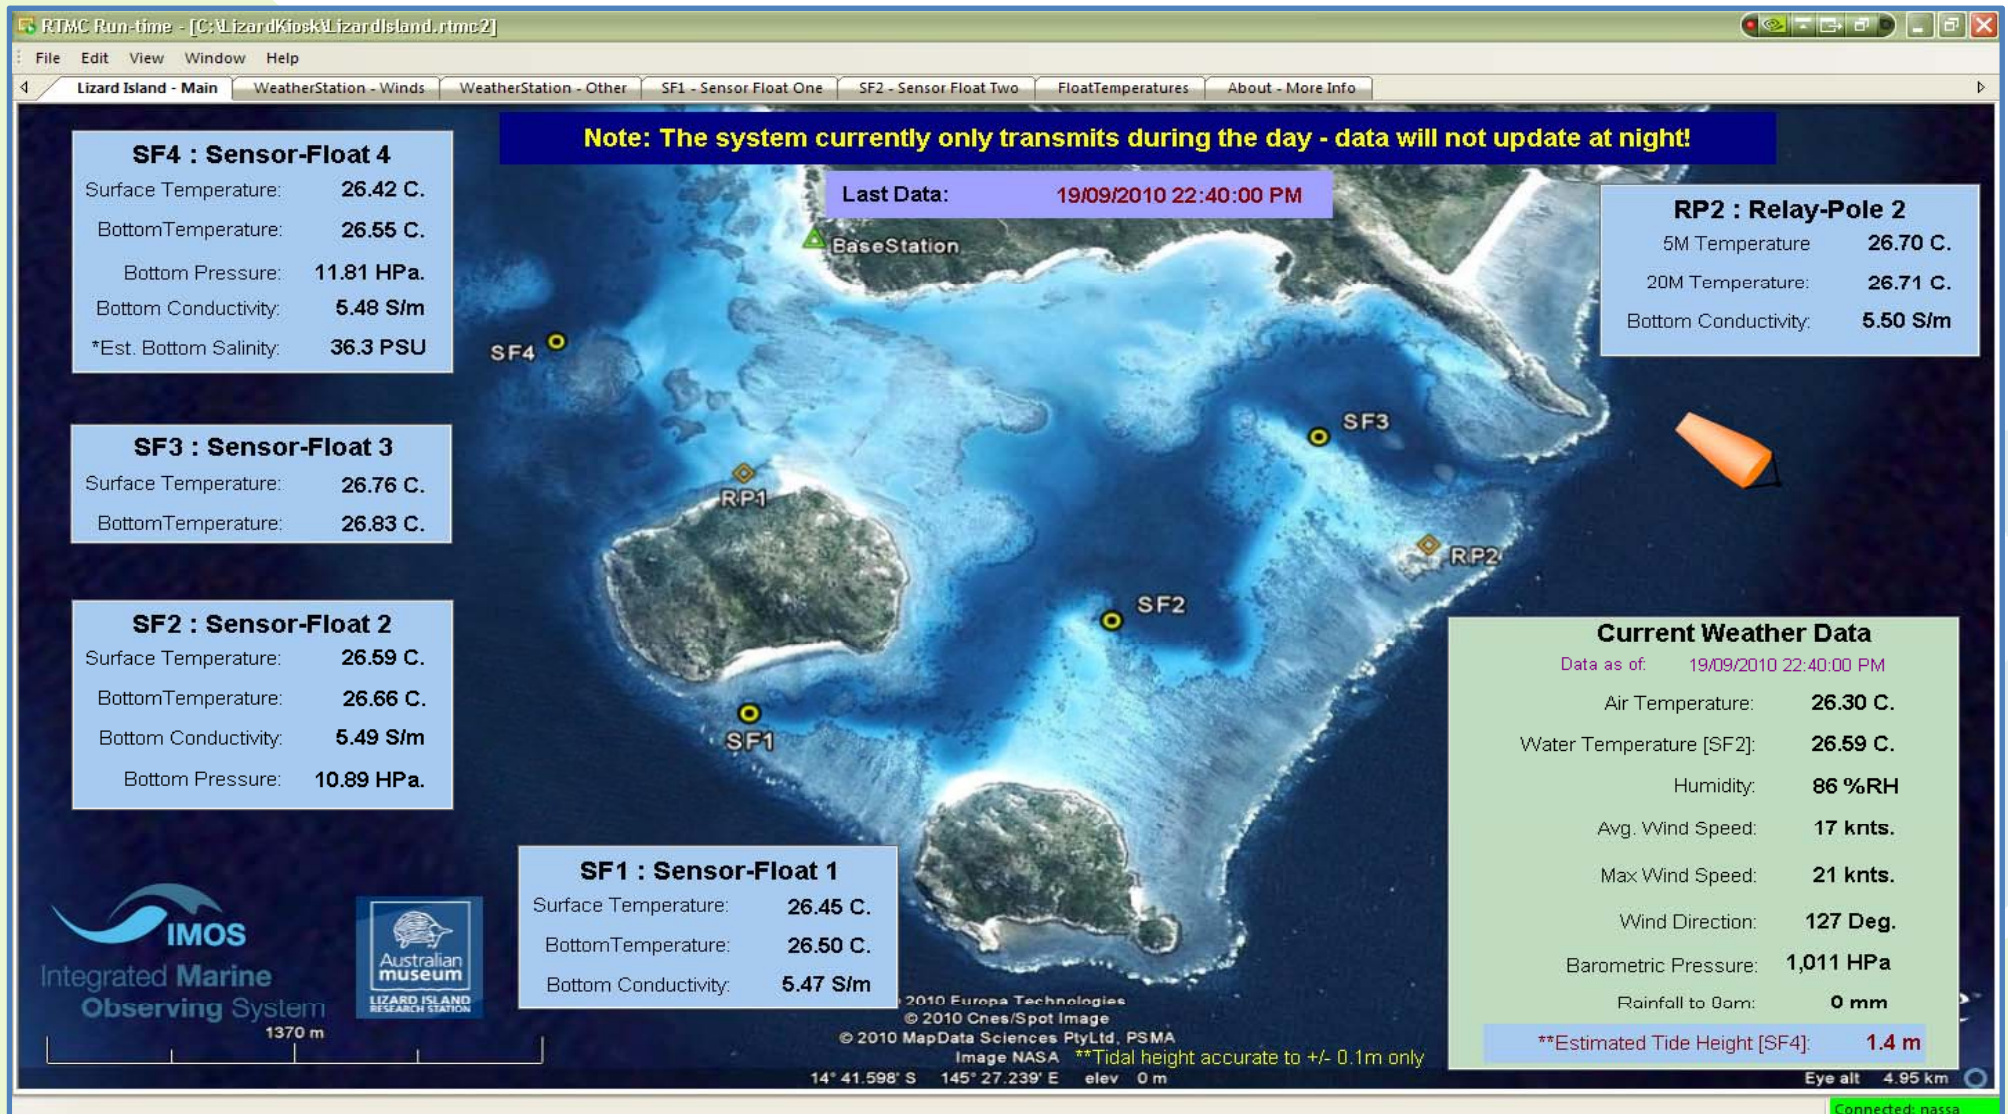 RTMC Run-time - [C:\LizardKiosk\LizardIsland.rtmc2]
File Edit View Window Help
Lizard Island - Main WeatherStation - Winds WeatherStation - Other SF1 - Sensor Float One SF2 - Sensor Float Two FloatTemperatures About - More Info
Note: The system currently only transmits during the day - data will not update at night!
Last Data: 19/09/2010 22:40:00 PM
SF4 : Sensor-Float 4
Surface Temperature: 26.42 C.
BottomTemperature: 26.55 C.
Bottom Pressure: 11.81 HPa.
Bottom Conductivity: 5.48 S/m
*Est. Bottom Salinity: 36.3 PSU
RP2 : Relay-Pole 2
5M Temperature 26.70 C.
20M Temperature: 26.71 C.
Bottom Conductivity: 5.50 S/m
BaseStation
SF4
SF3
RP1
RP2
SF2
SF1
SF3 : Sensor-Float 3
Surface Temperature: 26.76 C.
BottomTemperature: 26.83 C.
SF2 : Sensor-Float 2
Surface Temperature: 26.59 C.
BottomTemperature: 26.66 C.
Bottom Conductivity: 5.49 S/m
Bottom Pressure: 10.89 HPa.
Current Weather Data
Data as of: 19/09/2010 22:40:00 PM
Air Temperature: 26.30 C.
Water Temperature [SF2]: 26.59 C.
Humidity: 86 %RH
Avg. Wind Speed: 17 knts.
Max Wind Speed: 21 knts.
Wind Direction: 127 Deg.
Barometric Pressure: 1,011 HPa
Rainfall to 9am: 0 mm
**Estimated Tide Height [SF4]: 1.4 m
SF1 : Sensor-Float 1
Surface Temperature: 26.45 C.
BottomTemperature: 26.50 C.
Bottom Conductivity: 5.47 S/m
IMOS
Integrated Marine
Observing System
Australian
museum
LIZARD ISLAND
RESEARCH STATION
1370 m
2010 Europa Technologies
© 2010 Cnes/Spot Image
© 2010 MapData Sciences PtyLtd, PSMA
Image NASA **Tidal height accurate to +/- 0.1m only
14° 41.598' S 145° 27.239' E elev 0 m
Eye alt 4.95 km
Connected: nassa